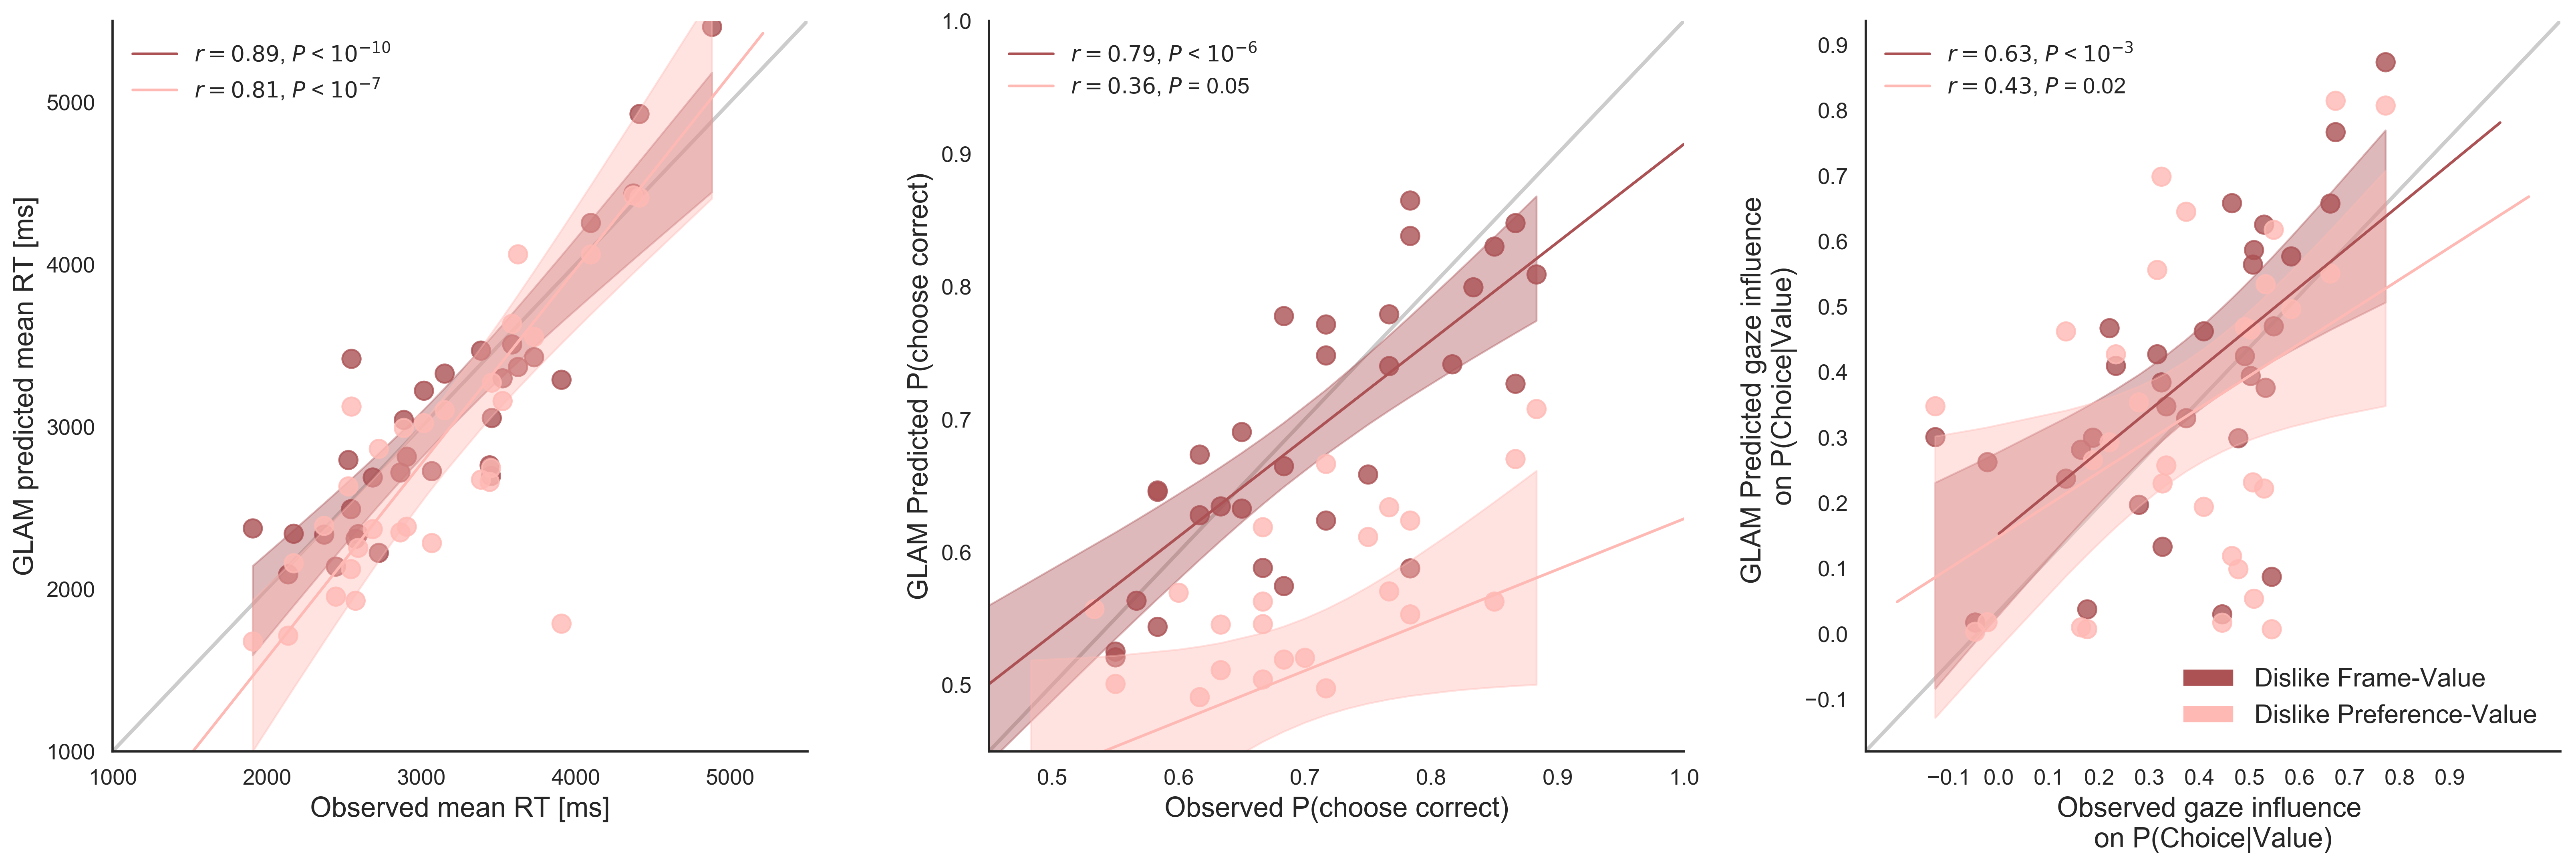 GLAM predicted mean RT [ms]
5000
4000
3000
2000
1000
r = 0.89, P < 10⁻¹⁰
r = 0.81, P < 10⁻⁷
1000 2000 3000 4000 5000
Observed mean RT [ms]
GLAM Predicted P(choose correct)
1.0
0.9
0.8
0.7
0.6
0.5
r = 0.79, P < 10⁻⁶
r = 0.36, P = 0.05
0.5 0.6 0.7 0.8 0.9 1.0
Observed P(choose correct)
GLAM Predicted gaze influence
on P(Choice|Value)
0.9
0.8
0.7
0.6
0.5
0.4
0.3
0.2
0.1
0.0
−0.1
r = 0.63, P < 10⁻³
r = 0.43, P = 0.02
Dislike Frame-Value
Dislike Preference-Value
−0.1 0.0 0.1 0.2 0.3 0.4 0.5 0.6 0.7 0.8 0.9
Observed gaze influence
on P(Choice|Value)